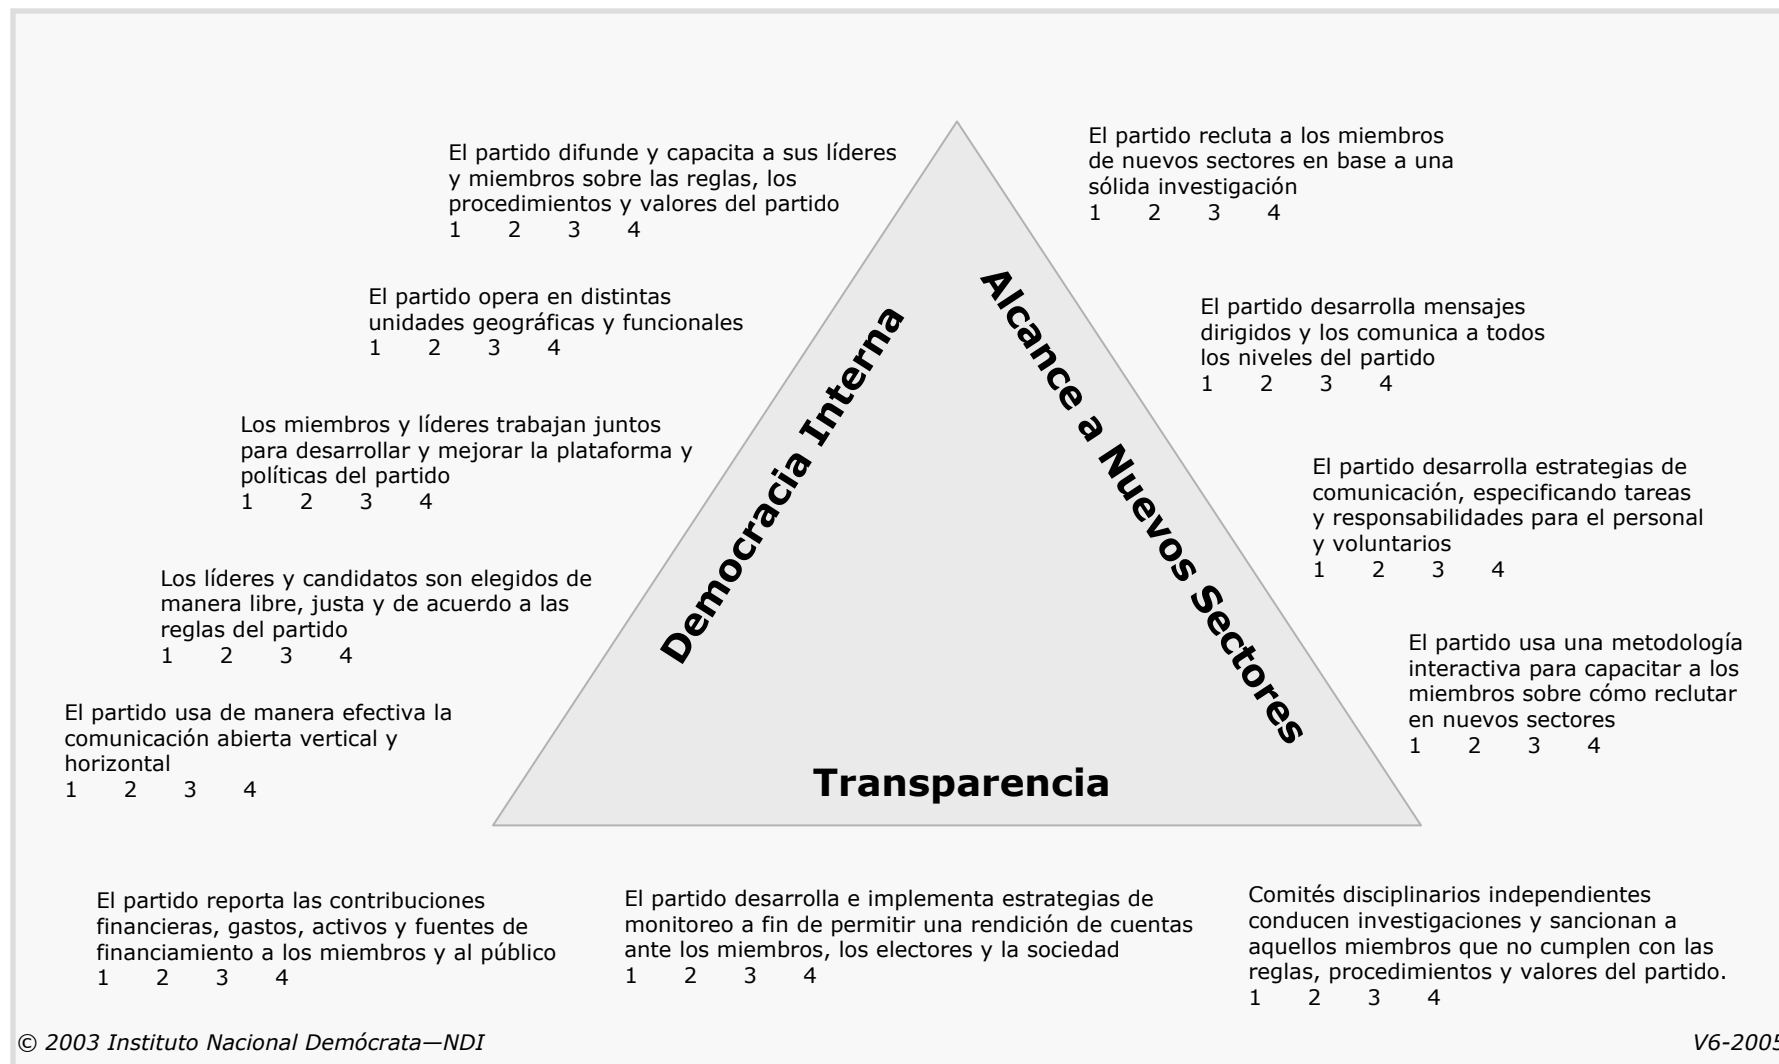 El partido difunde y capacita a sus líderes
y miembros sobre las reglas, los
procedimientos y valores del partido
1 2 3 4
El partido opera en distintas
unidades geográficas y funcionales
1 2 3 4
Los miembros y líderes trabajan juntos
para desarrollar y mejorar la plataforma y
políticas del partido
1 2 3 4
Los líderes y candidatos son elegidos de
manera libre, justa y de acuerdo a las
reglas del partido
1 2 3 4
El partido usa de manera efectiva la
comunicación abierta vertical y
horizontal
1 2 3 4
Democracia Interna
Alcance a Nuevos Sectores
Transparencia
El partido recluta a los miembros
de nuevos sectores en base a una
sólida investigación
1 2 3 4
El partido desarrolla mensajes
dirigidos y los comunica a todos
los niveles del partido
1 2 3 4
El partido desarrolla estrategias de
comunicación, especificando tareas
y responsabilidades para el personal
y voluntarios
1 2 3 4
El partido usa una metodología
interactiva para capacitar a los
miembros sobre cómo reclutar
en nuevos sectores
1 2 3 4
El partido reporta las contribuciones
financieras, gastos, activos y fuentes de
financiamiento a los miembros y al público
1 2 3 4
El partido desarrolla e implementa estrategias de
monitoreo a fin de permitir una rendición de cuentas
ante los miembros, los electores y la sociedad
1 2 3 4
Comités disciplinarios independientes
conducen investigaciones y sancionan a
aquellos miembros que no cumplen con las
reglas, procedimientos y valores del partido.
1 2 3 4
© 2003 Instituto Nacional Demócrata—NDI
V6-2005